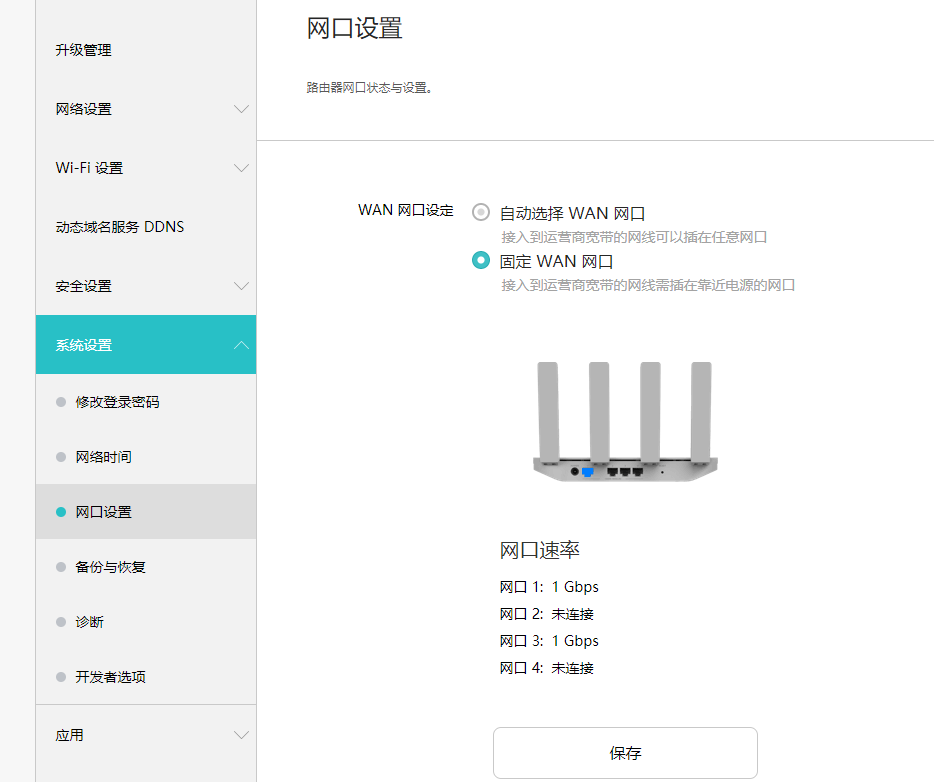 升级管理
网络设置
Wi-Fi 设置
动态域名服务 DDNS
安全设置
系统设置
修改登录密码
网络时间
网口设置
备份与恢复
诊断
开发者选项
应用
网口设置
路由器网口状态与设置。
WAN 网口设定
自动选择 WAN 网口
接入到运营商宽带的网线可以插在任意网口
固定 WAN 网口
接入到运营商宽带的网线需插在靠近电源的网口
网口速率
网口 1: 1 Gbps
网口 2: 未连接
网口 3: 1 Gbps
网口 4: 未连接
保存